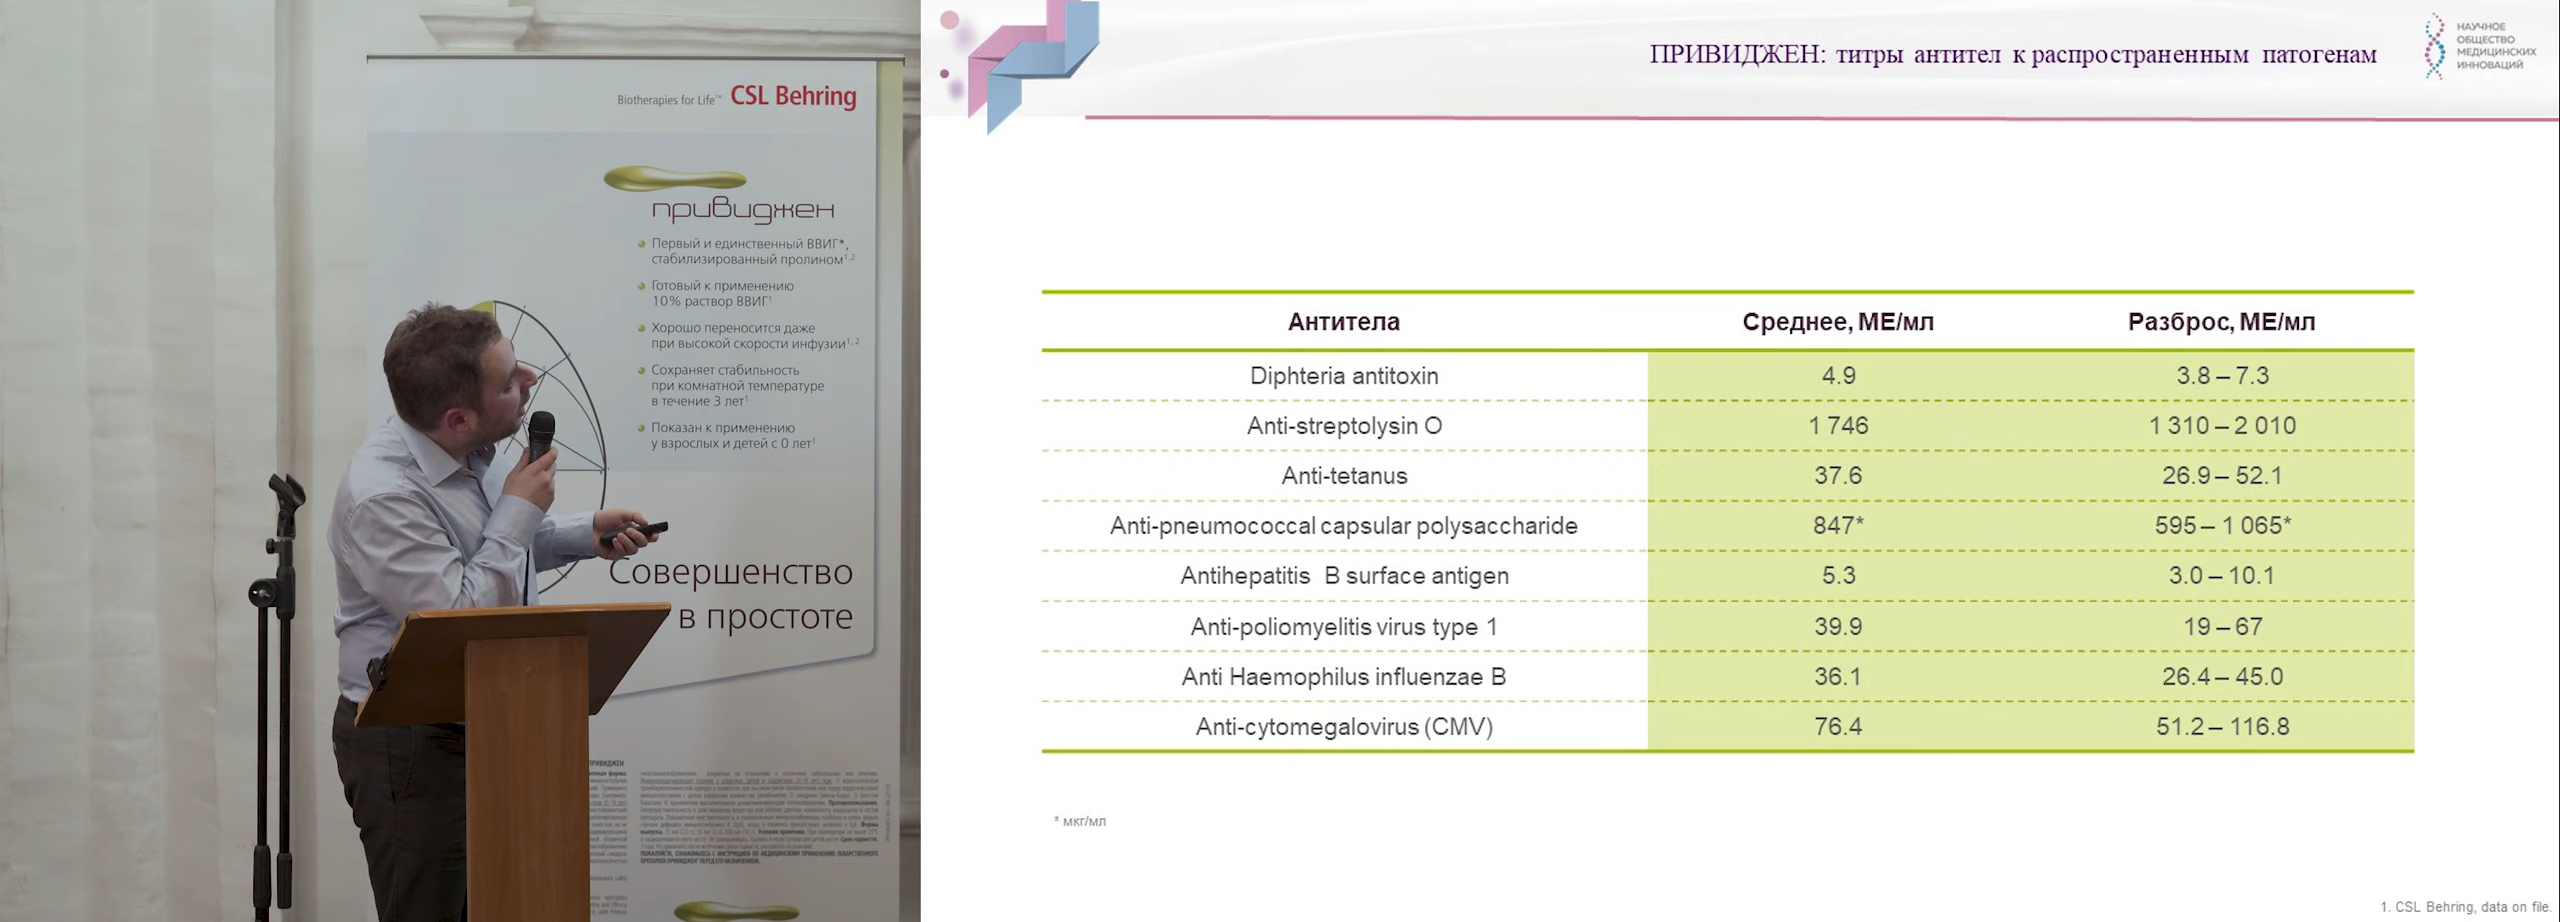 Biotherapies for Life™ CSL Behring
привиджен
Первый и единственный ВВИГ*,
стабилизированный пролином1,2
Готовый к применению
10% раствор ВВИГ1
Хорошо переносится даже
при высокой скорости инфузии1, 2
Сохраняет стабильность
при комнатной температуре
в течение 3 лет1
Показан к применению
у взрослых и детей с 0 лет1
Совершенство
в простоте
ПРИВИДЖЕН
ПРИВИДЖЕН: титры антител к распространенным патогенам
НАУЧНОЕ
ОБЩЕСТВО
МЕДИЦИНСКИХ
ИННОВАЦИЙ
Антитела Среднее, МЕ/мл Разброс, МЕ/мл
Diphteria antitoxin 4.9 3.8 – 7.3
Anti-streptolysin O 1 746 1 310 – 2 010
Anti-tetanus 37.6 26.9 – 52.1
Anti-pneumococcal capsular polysaccharide 847* 595 – 1 065*
Antihepatitis B surface antigen 5.3 3.0 – 10.1
Anti-poliomyelitis virus type 1 39.9 19 – 67
Anti Haemophilus influenzae B 36.1 26.4 – 45.0
Anti-cytomegalovirus (CMV) 76.4 51.2 – 116.8
* мкг/мл
1. CSL Behring, data on file.